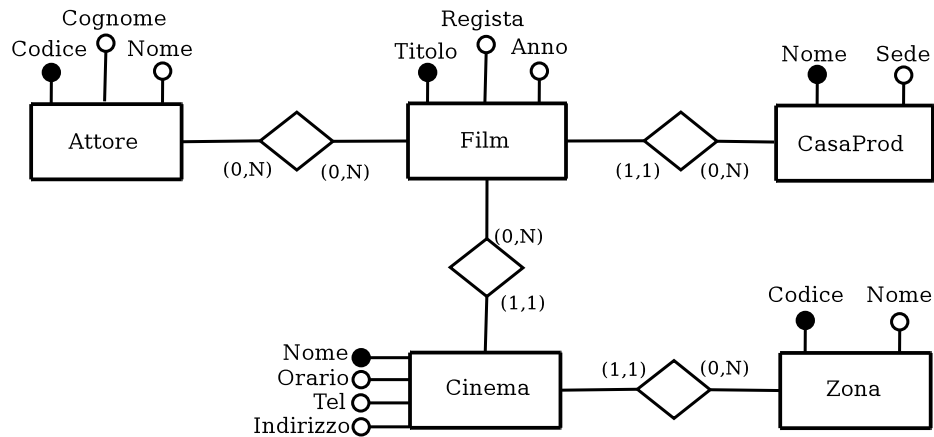 Cognome
Codice
Nome
Attore
Regista
Titolo
Anno
Film
Nome
Sede
CasaProd
(0,N)
(0,N)
(1,1)
(0,N)
(0,N)
(1,1)
Nome
Orario
Tel
Indirizzo
Cinema
(1,1)
(0,N)
Codice
Nome
Zona